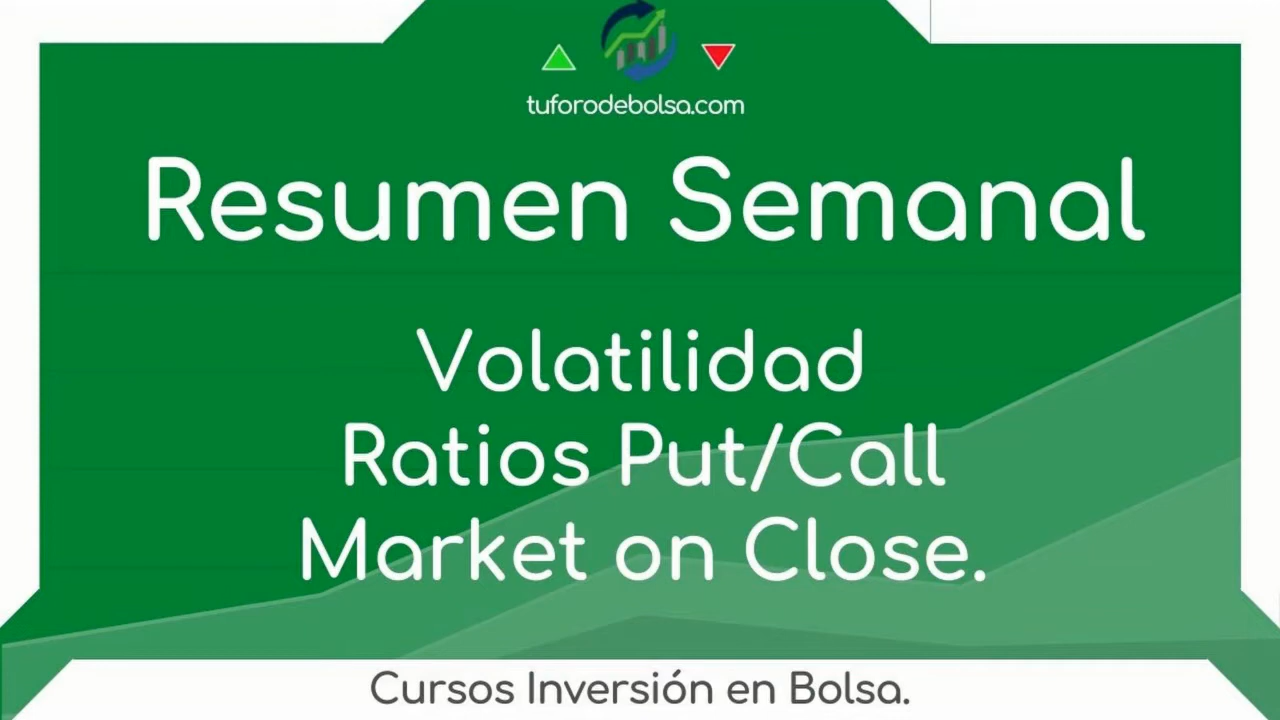 tuforodebolsa.com
Resumen Semanal
Volatilidad
Ratios Put/Call
Market on Close.
Cursos Inversión en Bolsa.